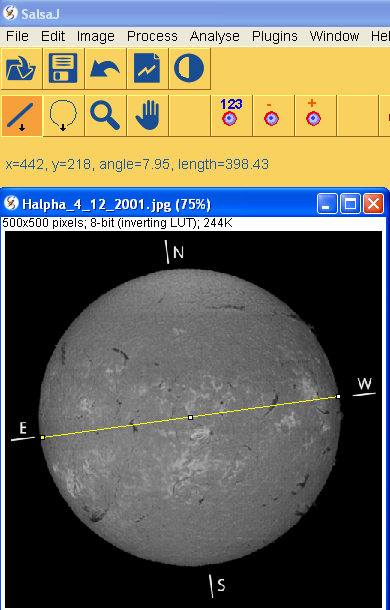 SalsaJ
File Edit Image Process Analyse Plugins Window
123
- +
x=442, y=218, angle=7.95, length=398.43
Halpha_4_12_2001.jpg (75%)
500x500 pixels; 8-bit (inverting LUT); 244K
N
W
E
S